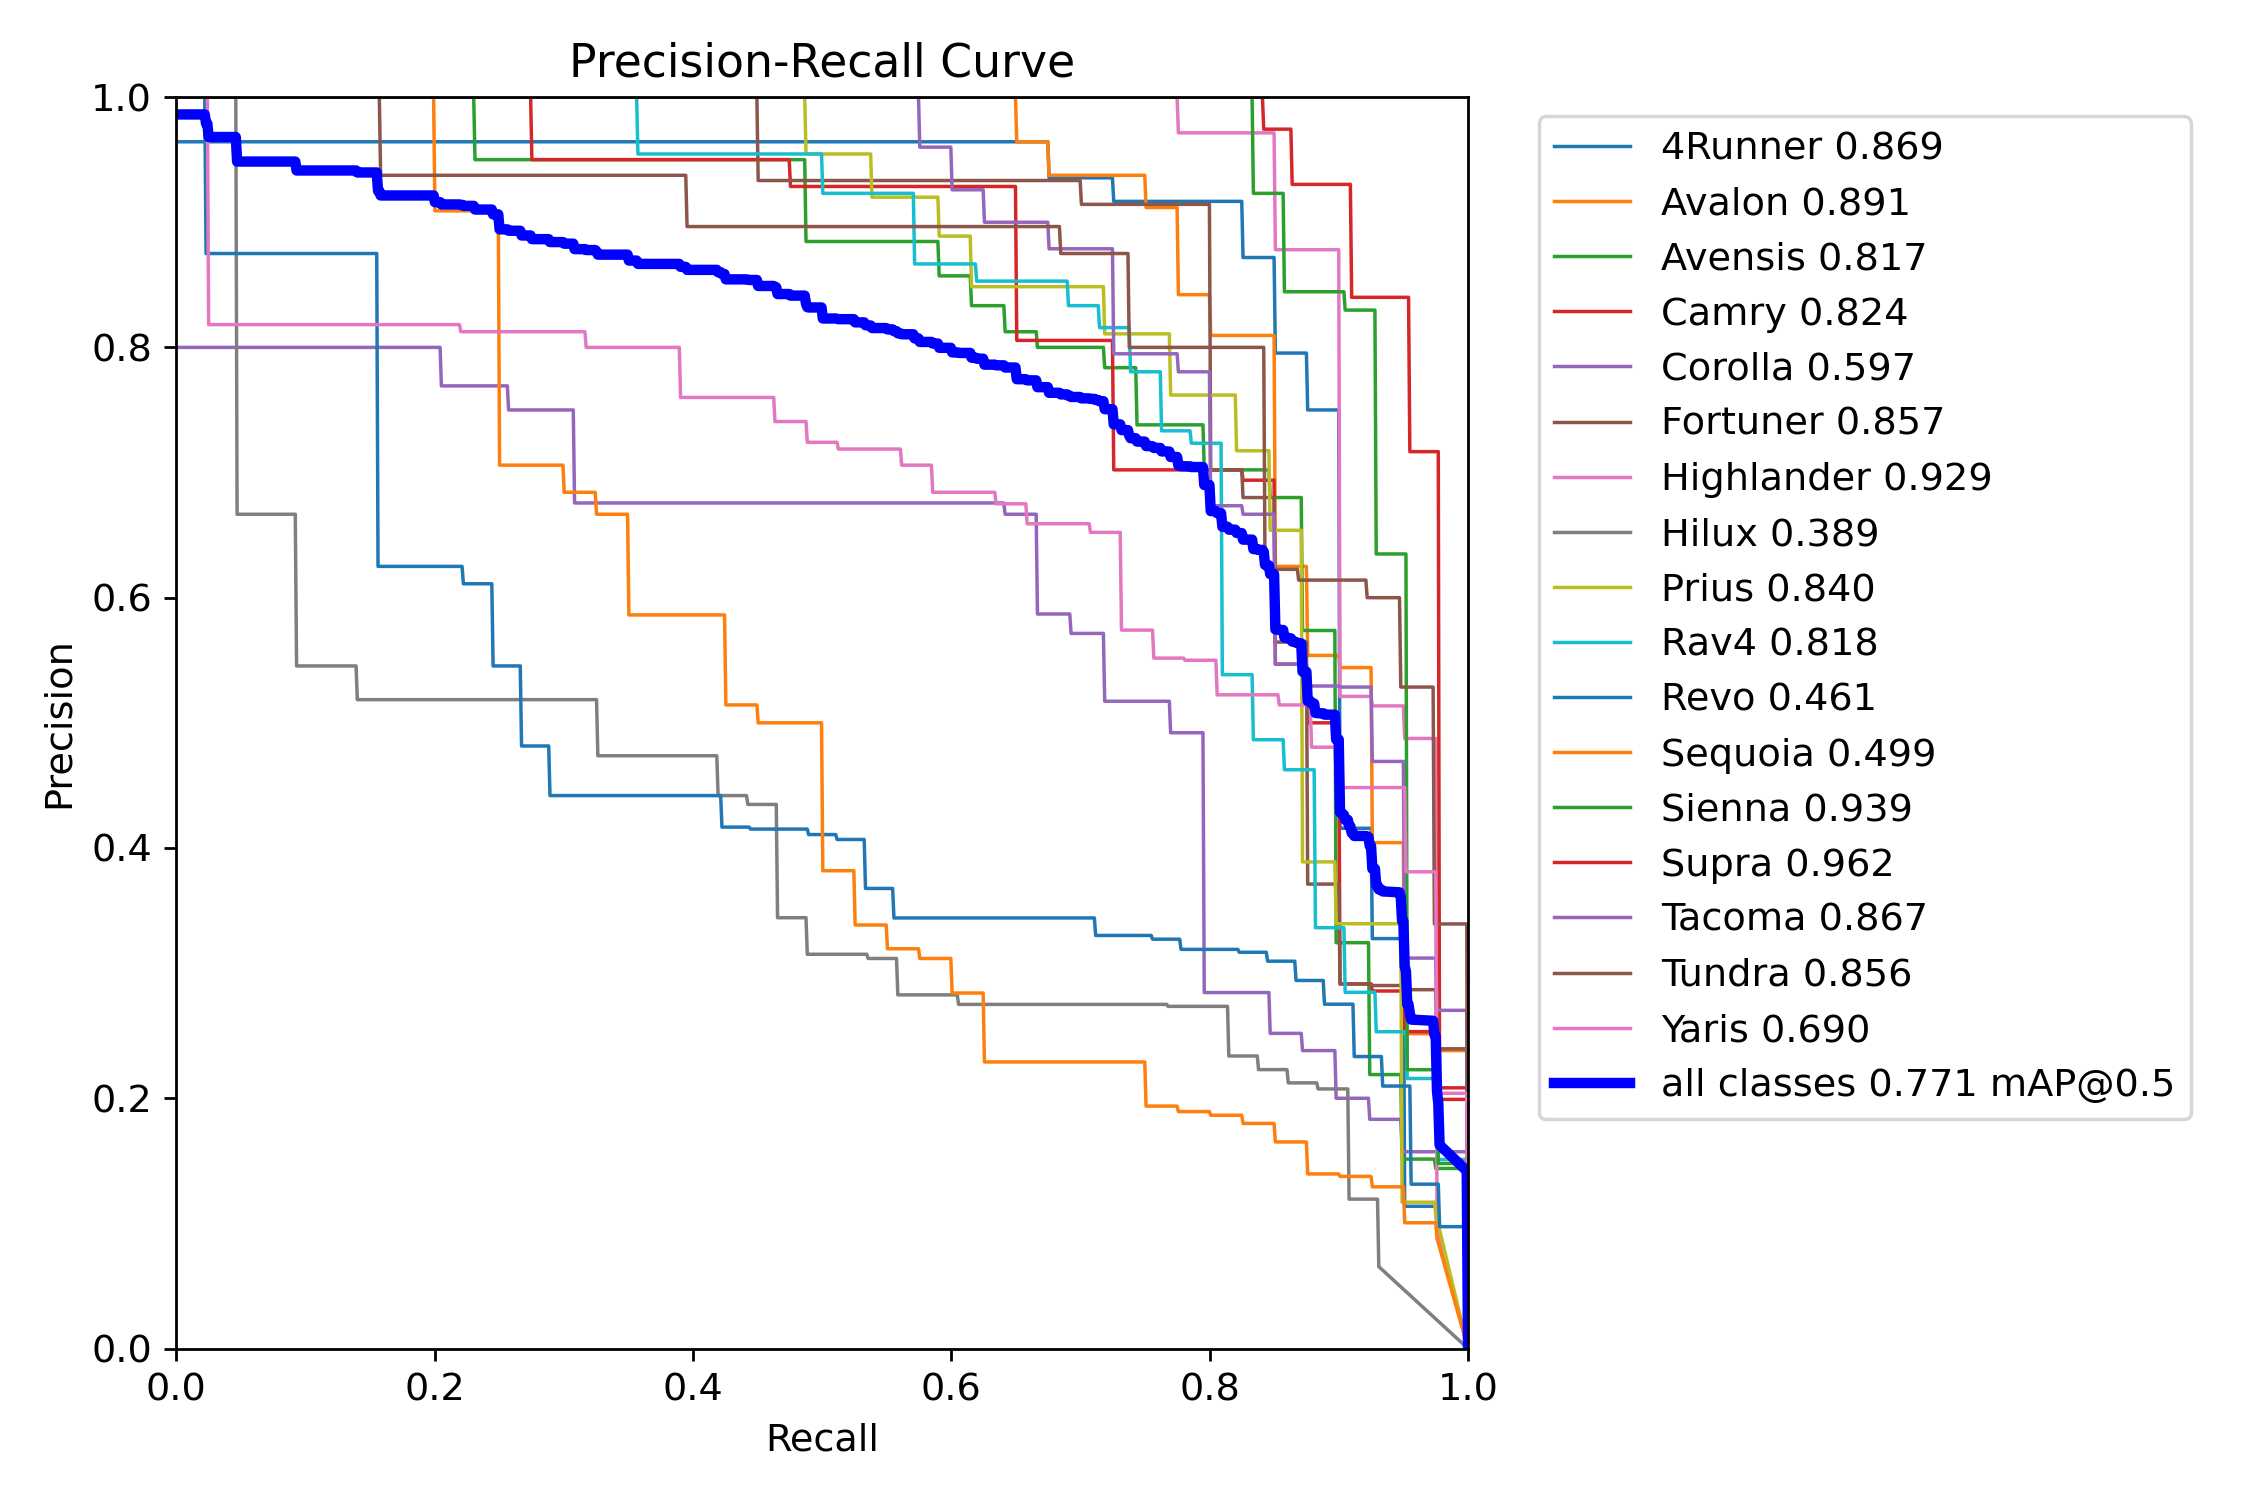 Precision-Recall Curve
1.0
0.8
0.6
0.4
0.2
0.0
Precision
0.0 0.2 0.4 0.6 0.8 1.0
Recall
4Runner 0.869
Avalon 0.891
Avensis 0.817
Camry 0.824
Corolla 0.597
Fortuner 0.857
Highlander 0.929
Hilux 0.389
Prius 0.840
Rav4 0.818
Revo 0.461
Sequoia 0.499
Sienna 0.939
Supra 0.962
Tacoma 0.867
Tundra 0.856
Yaris 0.690
all classes 0.771 mAP@0.5